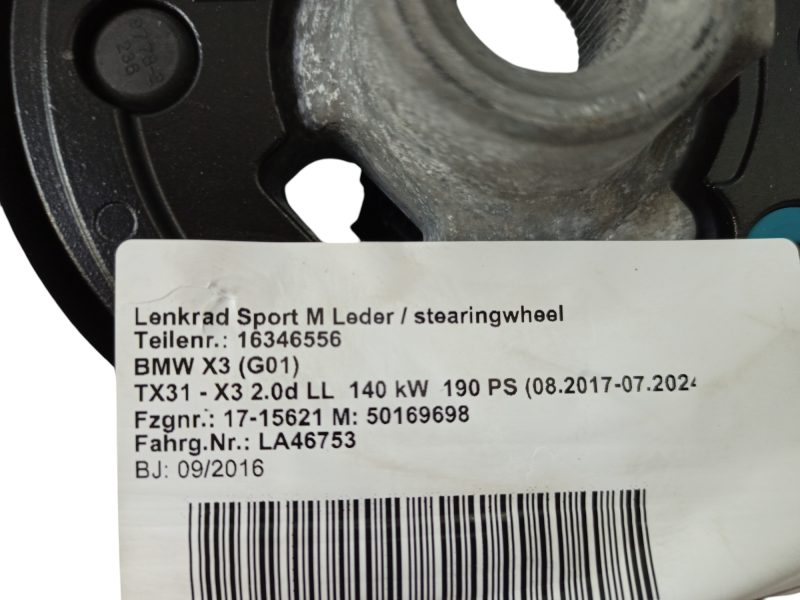 236
Lenkrad Sport M Leder / stearingwheel
Teilenr.: 16346556
BMW X3 (G01)
TX31 - X3 2.0d LL 140 kW 190 PS (08.2017-07.2024
Fzgnr.: 17-15621 M: 50169698
Fahrg.Nr.: LA46753
BJ: 09/2016